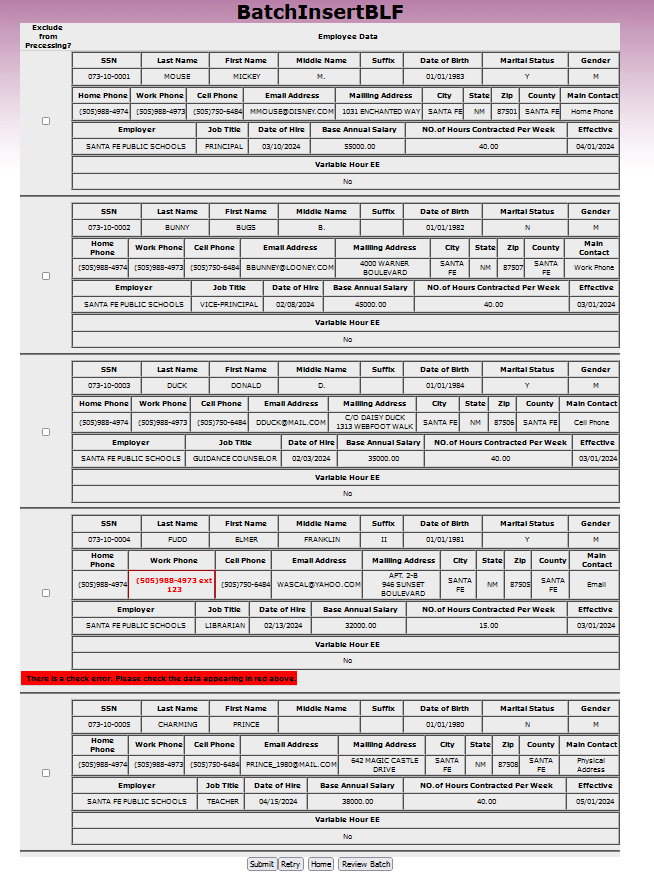 BatchInsertBLF
Exclude
from
Precessing?
Employee Data
SSN Last Name First Name Middle Name Suffix Date of Birth Marital Status Gender
073-10-0001 MOUSE MICKEY M. 01/01/1983 Y M
Home Phone Work Phone Cell Phone Email Address Mailling Address City State Zip County Main Contact
(505)988-4974 (505)988-4973 (505)750-6484 MMOUSE@DISNEY.COM 1031 ENCHANTED WAY SANTA FE NM 87501 SANTA FE Home Phone
Employer Job Title Date of Hire Base Annual Salary NO.of Hours Contracted Per Week Effective
SANTA FE PUBLIC SCHOOLS PRINCIPAL 03/10/2024 55000.00 40.00 04/01/2024
Variable Hour EE
No
SSN Last Name First Name Middle Name Suffix Date of Birth Marital Status Gender
073-10-0002 BUNNY BUGS B. 01/01/1982 N M
Home
Phone Work Phone Cell Phone Email Address Mailling Address City State Zip County Main
Contact
(505)988-4974 (505)988-4973 (505)750-6484 BBUNNEY@LOONEY.COM 4000 WARNER
BOULEVARD SANTA
FE NM 87507 SANTA
FE Work Phone
Employer Job Title Date of Hire Base Annual Salary NO.of Hours Contracted Per Week Effective
SANTA FE PUBLIC SCHOOLS VICE-PRINCIPAL 02/08/2024 45000.00 40.00 03/01/2024
Variable Hour EE
No
SSN Last Name First Name Middle Name Suffix Date of Birth Marital Status Gender
073-10-0003 DUCK DONALD D. 01/01/1984 Y M
Home Phone Work Phone Cell Phone Email Address Mailling Address City State Zip County Main Contact
(505)988-4974 (505)988-4973 (505)750-6484 DDUCK@MAIL.COM C/O DAISY DUCK
1313 WEBFOOT WALK SANTA FE NM 87506 SANTA FE Cell Phone
Employer Job Title Date of Hire Base Annual Salary NO.of Hours Contracted Per Week Effective
SANTA FE PUBLIC SCHOOLS GUIDANCE COUNSELOR 02/03/2024 35000.00 40.00 03/01/2024
Variable Hour EE
No
SSN Last Name First Name Middle Name Suffix Date of Birth Marital Status Gender
073-10-0004 FUDD ELMER FRANKLIN II 01/01/1981 Y M
Home
Phone Work Phone Cell Phone Email Address Mailling Address City State Zip County Main
Contact
(505)988-4974 (505)988-4973 ext
123 (505)750-6484 WASCAL@YAHOO.COM APT. 2-B
946 SUNSET
BOULEVARD SANTA
FE NM 87505 SANTA
FE Email
Employer Job Title Date of Hire Base Annual Salary NO.of Hours Contracted Per Week Effective
SANTA FE PUBLIC SCHOOLS LIBRARIAN 02/13/2024 32000.00 15.00 03/01/2024
Variable Hour EE
No
There is a check error. Please check the data appearing in red above.
SSN Last Name First Name Middle Name Suffix Date of Birth Marital Status Gender
073-10-0005 CHARMING PRINCE 01/01/1980 N M
Home
Phone Work Phone Cell Phone Email Address Mailling Address City State Zip County Main Contact
(505)988-4974 (505)988-4973 (505)750-6484 PRINCE_1980@MAIL.COM 642 MAGIC CASTLE
DRIVE SANTA
FE NM 87508 SANTA
FE Physical
Address
Employer Job Title Date of Hire Base Annual Salary NO.of Hours Contracted Per Week Effective
SANTA FE PUBLIC SCHOOLS TEACHER 04/15/2024 38000.00 40.00 05/01/2024
Variable Hour EE
No
Submit Retry Home Review Batch